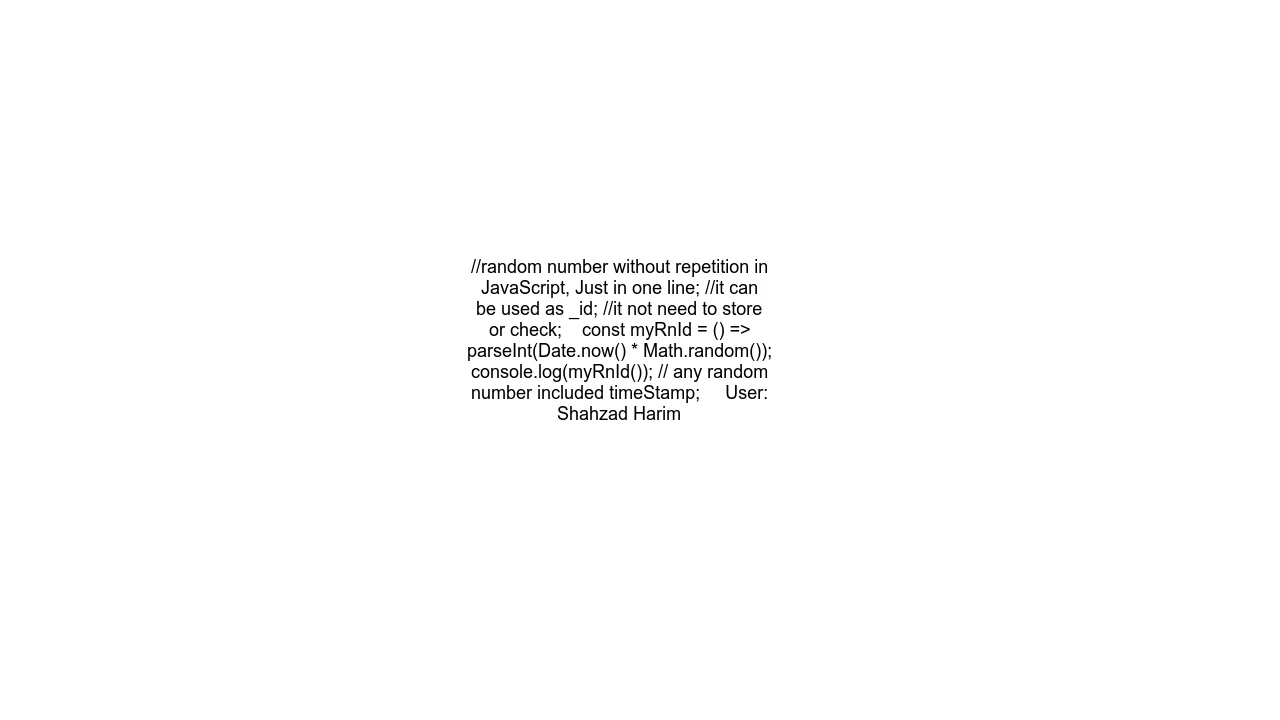 //random number without repetition in
JavaScript, Just in one line; //it can
be used as _id; //it not need to store
or check;    const myRnId = () =>
parseInt(Date.now() * Math.random());
console.log(myRnId()); // any random
number included timeStamp;     User:
Shahzad Harim